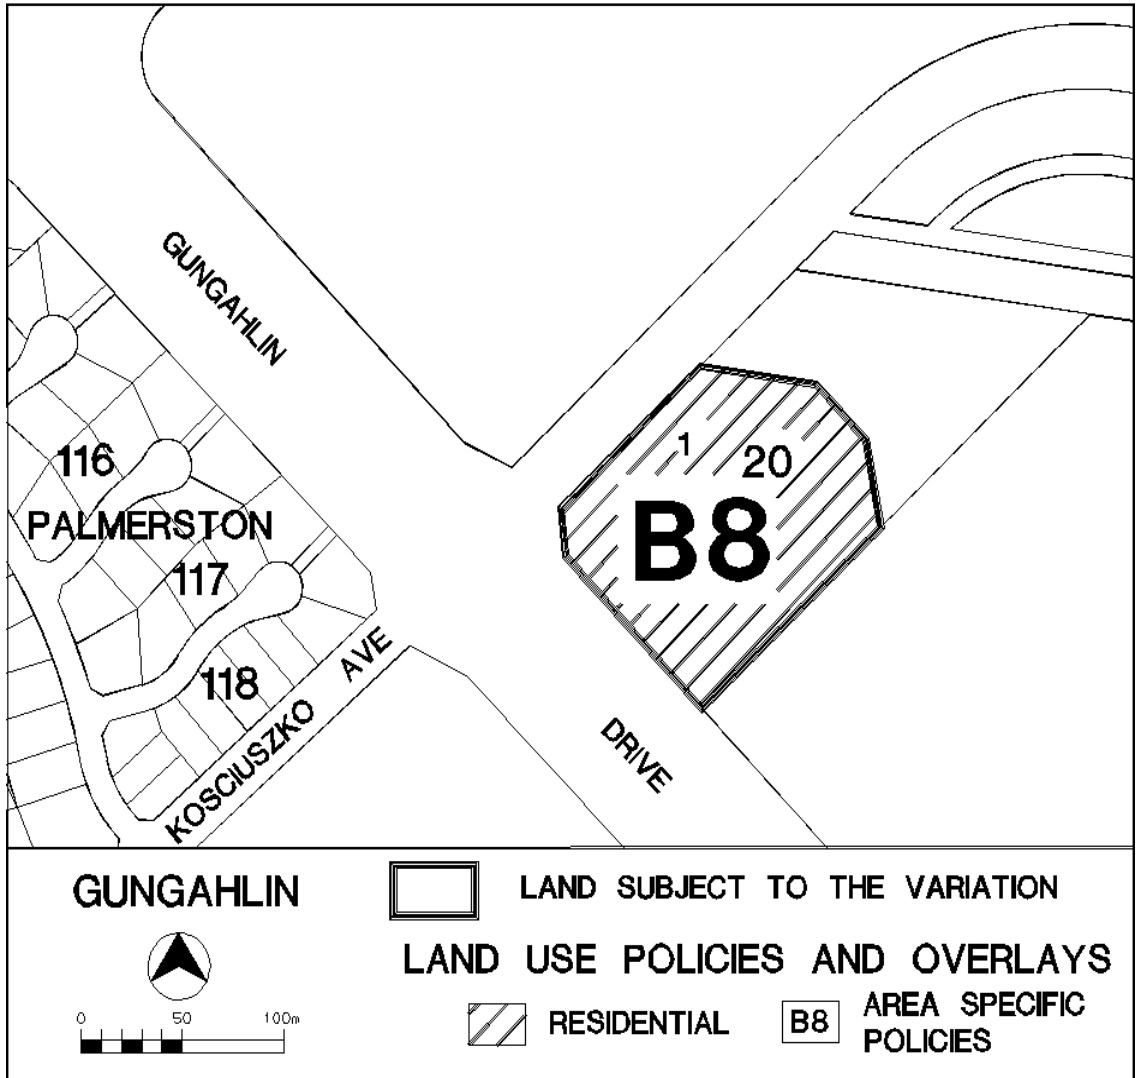 GUNGAHLIN
1
20
B8
116
PALMERSTON
117
118
KOSCIUSZKO AVE
DRIVE
GUNGAHLIN
LAND SUBJECT TO THE VARIATION
LAND USE POLICIES AND OVERLAYS
0 50 100m
RESIDENTIAL
B8
AREA SPECIFIC
POLICIES